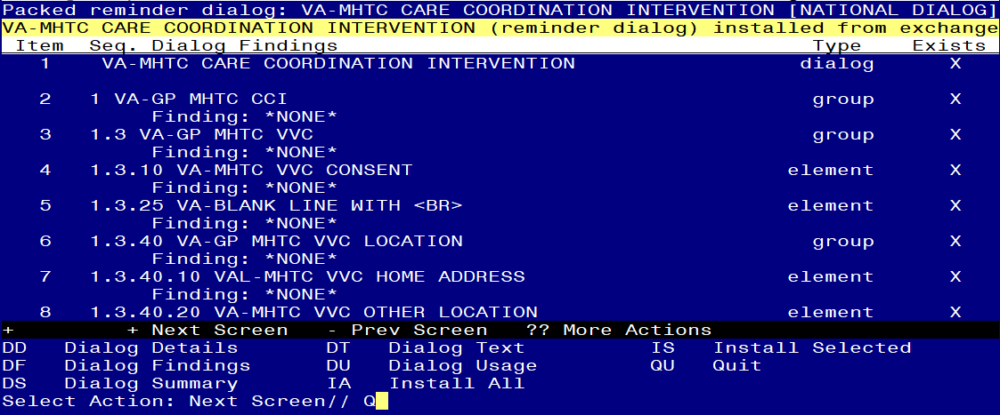 Packed reminder dialog: VA-MHTC CARE COORDINATION INTERVENTION [NATIONAL DIALOG]
VA-MHTC CARE COORDINATION INTERVENTION (reminder dialog) installed from exchange
Item Seq. Dialog Findings Type Exists
1 VA-MHTC CARE COORDINATION INTERVENTION dialog X
2 1 VA-GP MHTC CCI group X
Finding: *NONE*
3 1.3 VA-GP MHTC VVC group X
Finding: *NONE*
4 1.3.10 VA-MHTC VVC CONSENT element X
Finding: *NONE*
5 1.3.25 VA-BLANK LINE WITH <BR> element X
Finding: *NONE*
6 1.3.40 VA-GP MHTC VVC LOCATION group X
Finding: *NONE*
7 1.3.40.10 VAL-MHTC VVC HOME ADDRESS element X
Finding: *NONE*
8 1.3.40.20 VA-MHTC VVC OTHER LOCATION element X
+ + Next Screen - Prev Screen ?? More Actions
DD Dialog Details DT Dialog Text IS Install Selected
DF Dialog Findings DU Dialog Usage QU Quit
DS Dialog Summary IA Install All
Select Action: Next Screen// Q